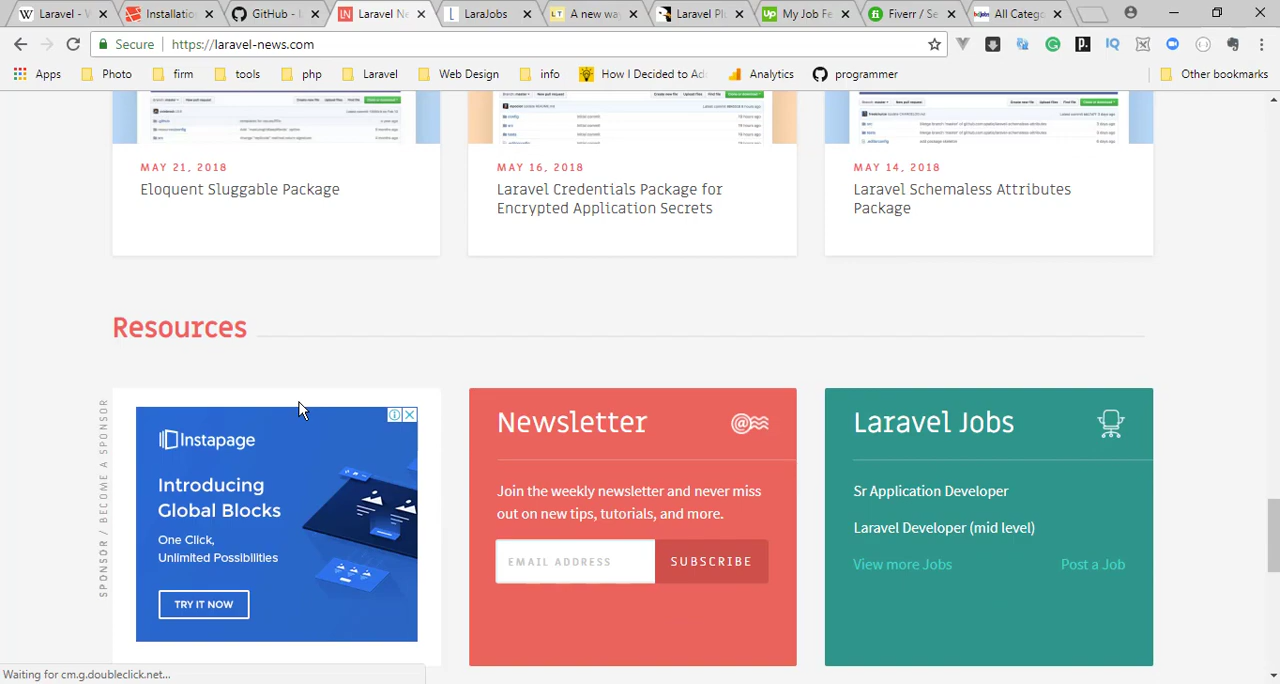 Laravel - W
Installatio
GitHub - L
Laravel Ne
LaraJobs
A new way
Laravel Pl
My Job Fe
Fiverr / Se
All Catego
Secure
https://laravel-news.com
Apps
Photo
firm
tools
php
Laravel
Web Design
info
How I Decided to Ad
Analytics
programmer
Other bookmarks
MAY 21, 2018
Eloquent Sluggable Package
MAY 16, 2018
Laravel Credentials Package for
Encrypted Application Secrets
MAY 14, 2018
Laravel Schemaless Attributes
Package
Resources
SPONSOR / BECOME A SPONSOR
Instapage
Introducing
Global Blocks
One Click,
Unlimited Possibilities
TRY IT NOW
Newsletter
Join the weekly newsletter and never miss
out on new tips, tutorials, and more.
EMAIL ADDRESS
SUBSCRIBE
Laravel Jobs
Sr Application Developer
Laravel Developer (mid level)
View more Jobs
Post a Job
Waiting for cm.g.doubleclick.net...